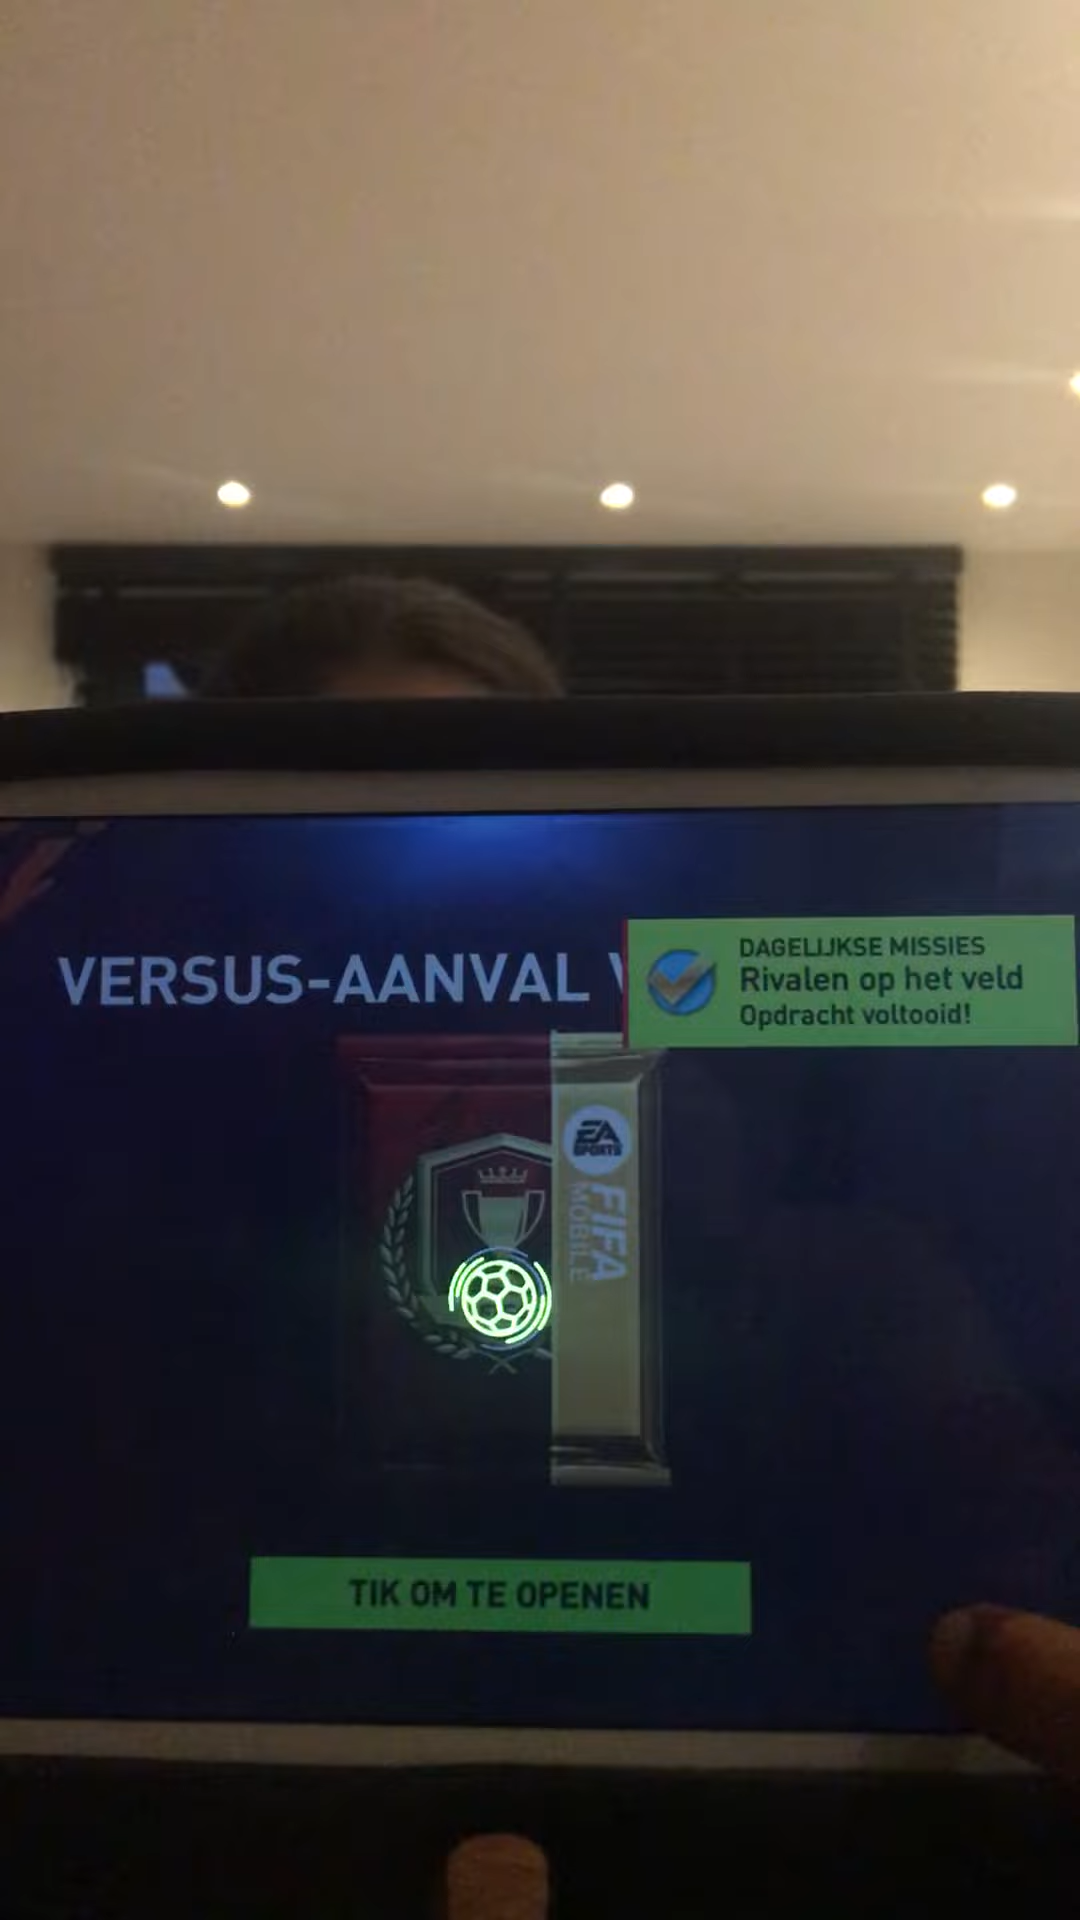 VERSUS-AANVAL
DAGELIJKSE MISSIES
Rivalen op het veld
Opdracht voltooid!
EA
SPORTS
FIFA
MOBILE
TIK OM TE OPENEN